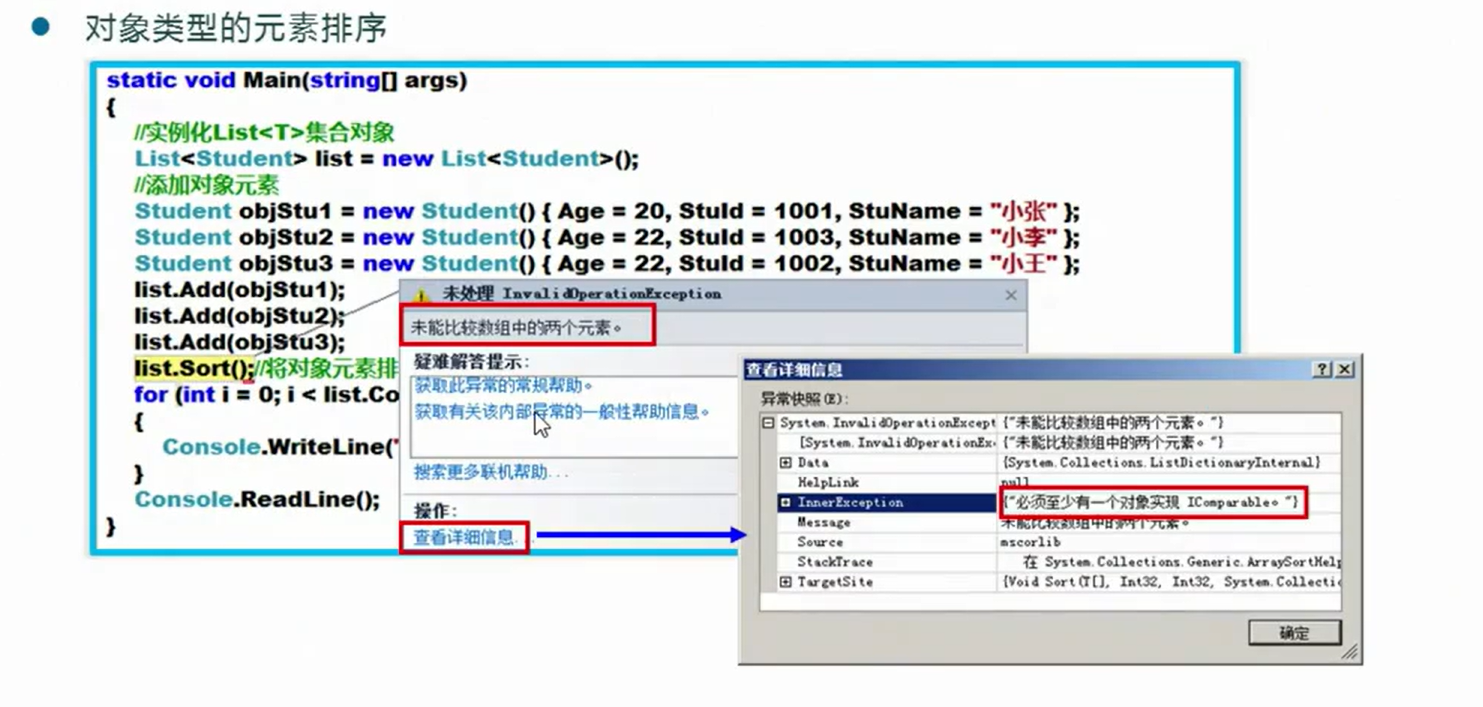 对象类型的元素排序
static void Main(string[] args)
{
//实例化List<T>集合对象
List<Student> list = new List<Student>();
//添加对象元素
Student objStu1 = new Student() { Age = 20, StuId = 1001, StuName = "小张" };
Student objStu2 = new Student() { Age = 22, StuId = 1003, StuName = "小李" };
Student objStu3 = new Student() { Age = 22, StuId = 1002, StuName = "小王" };
list.Add(objStu1);
list.Add(objStu2);
list.Add(objStu3);
list.Sort();//将对象元素排
for (int i = 0; i < list.Co
{
Console.WriteLine("
}
Console.ReadLine();
}
未处理 InvalidOperationException
未能比较数组中的两个元素。
疑难解答提示:
获取此异常的常规帮助。
获取有关该内部异常的一般性帮助信息。
搜索更多联机帮助...
操作:
查看详细信息...
查看详细信息
异常快照(E):
System.InvalidOperationExcept {"未能比较数组中的两个元素。"}
[System.InvalidOperationEx {"未能比较数组中的两个元素。"}
Data {System.Collections.ListDictionaryInternal}
HelpLink null
InnerException {"必须至少有一个对象实现 IComparable。"}
Message 未能比较数组中的两个元素。
Source mscorlib
StackTrace 在 System.Collections.Generic.ArraySortHelp
TargetSite {Void Sort(T[], Int32, Int32, System.Collectio
确定